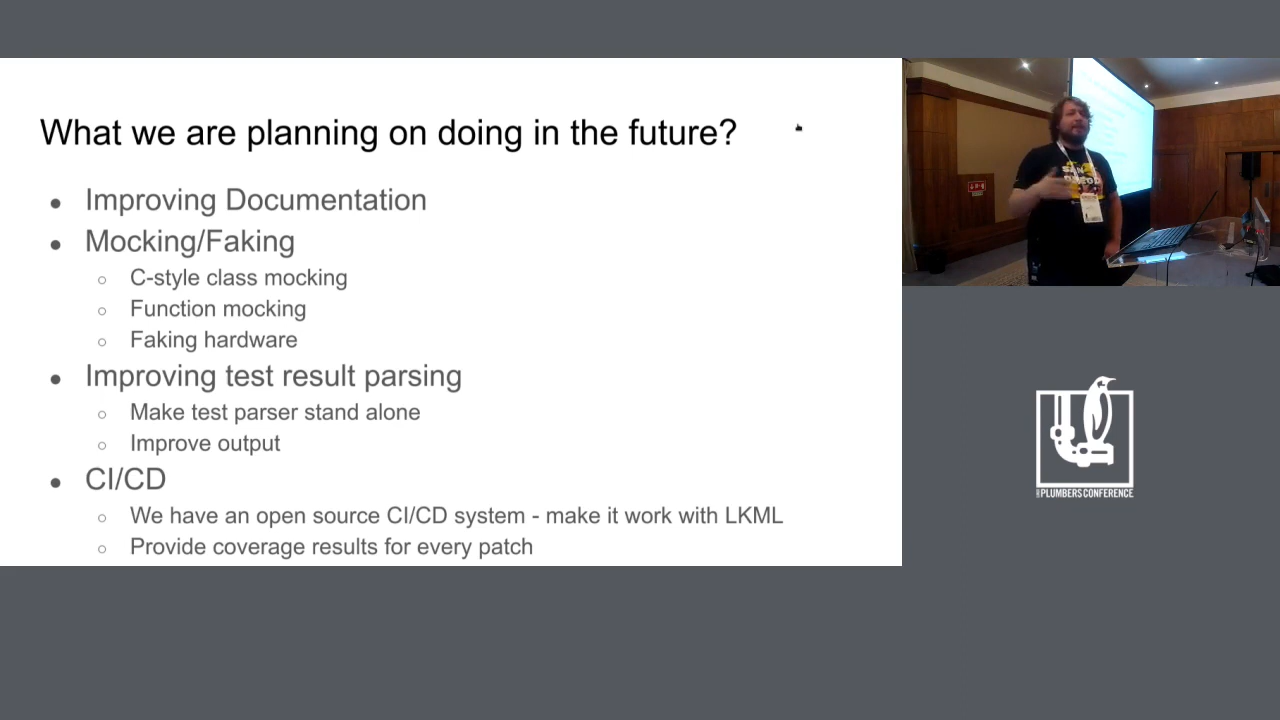 What we are planning on doing in the future?
● Improving Documentation
● Mocking/Faking
○ C-style class mocking
○ Function mocking
○ Faking hardware
● Improving test result parsing
○ Make test parser stand alone
○ Improve output
● CI/CD
○ We have an open source CI/CD system - make it work with LKML
○ Provide coverage results for every patch
SAN
DIEGO
PLUMBERS CONFERENCE